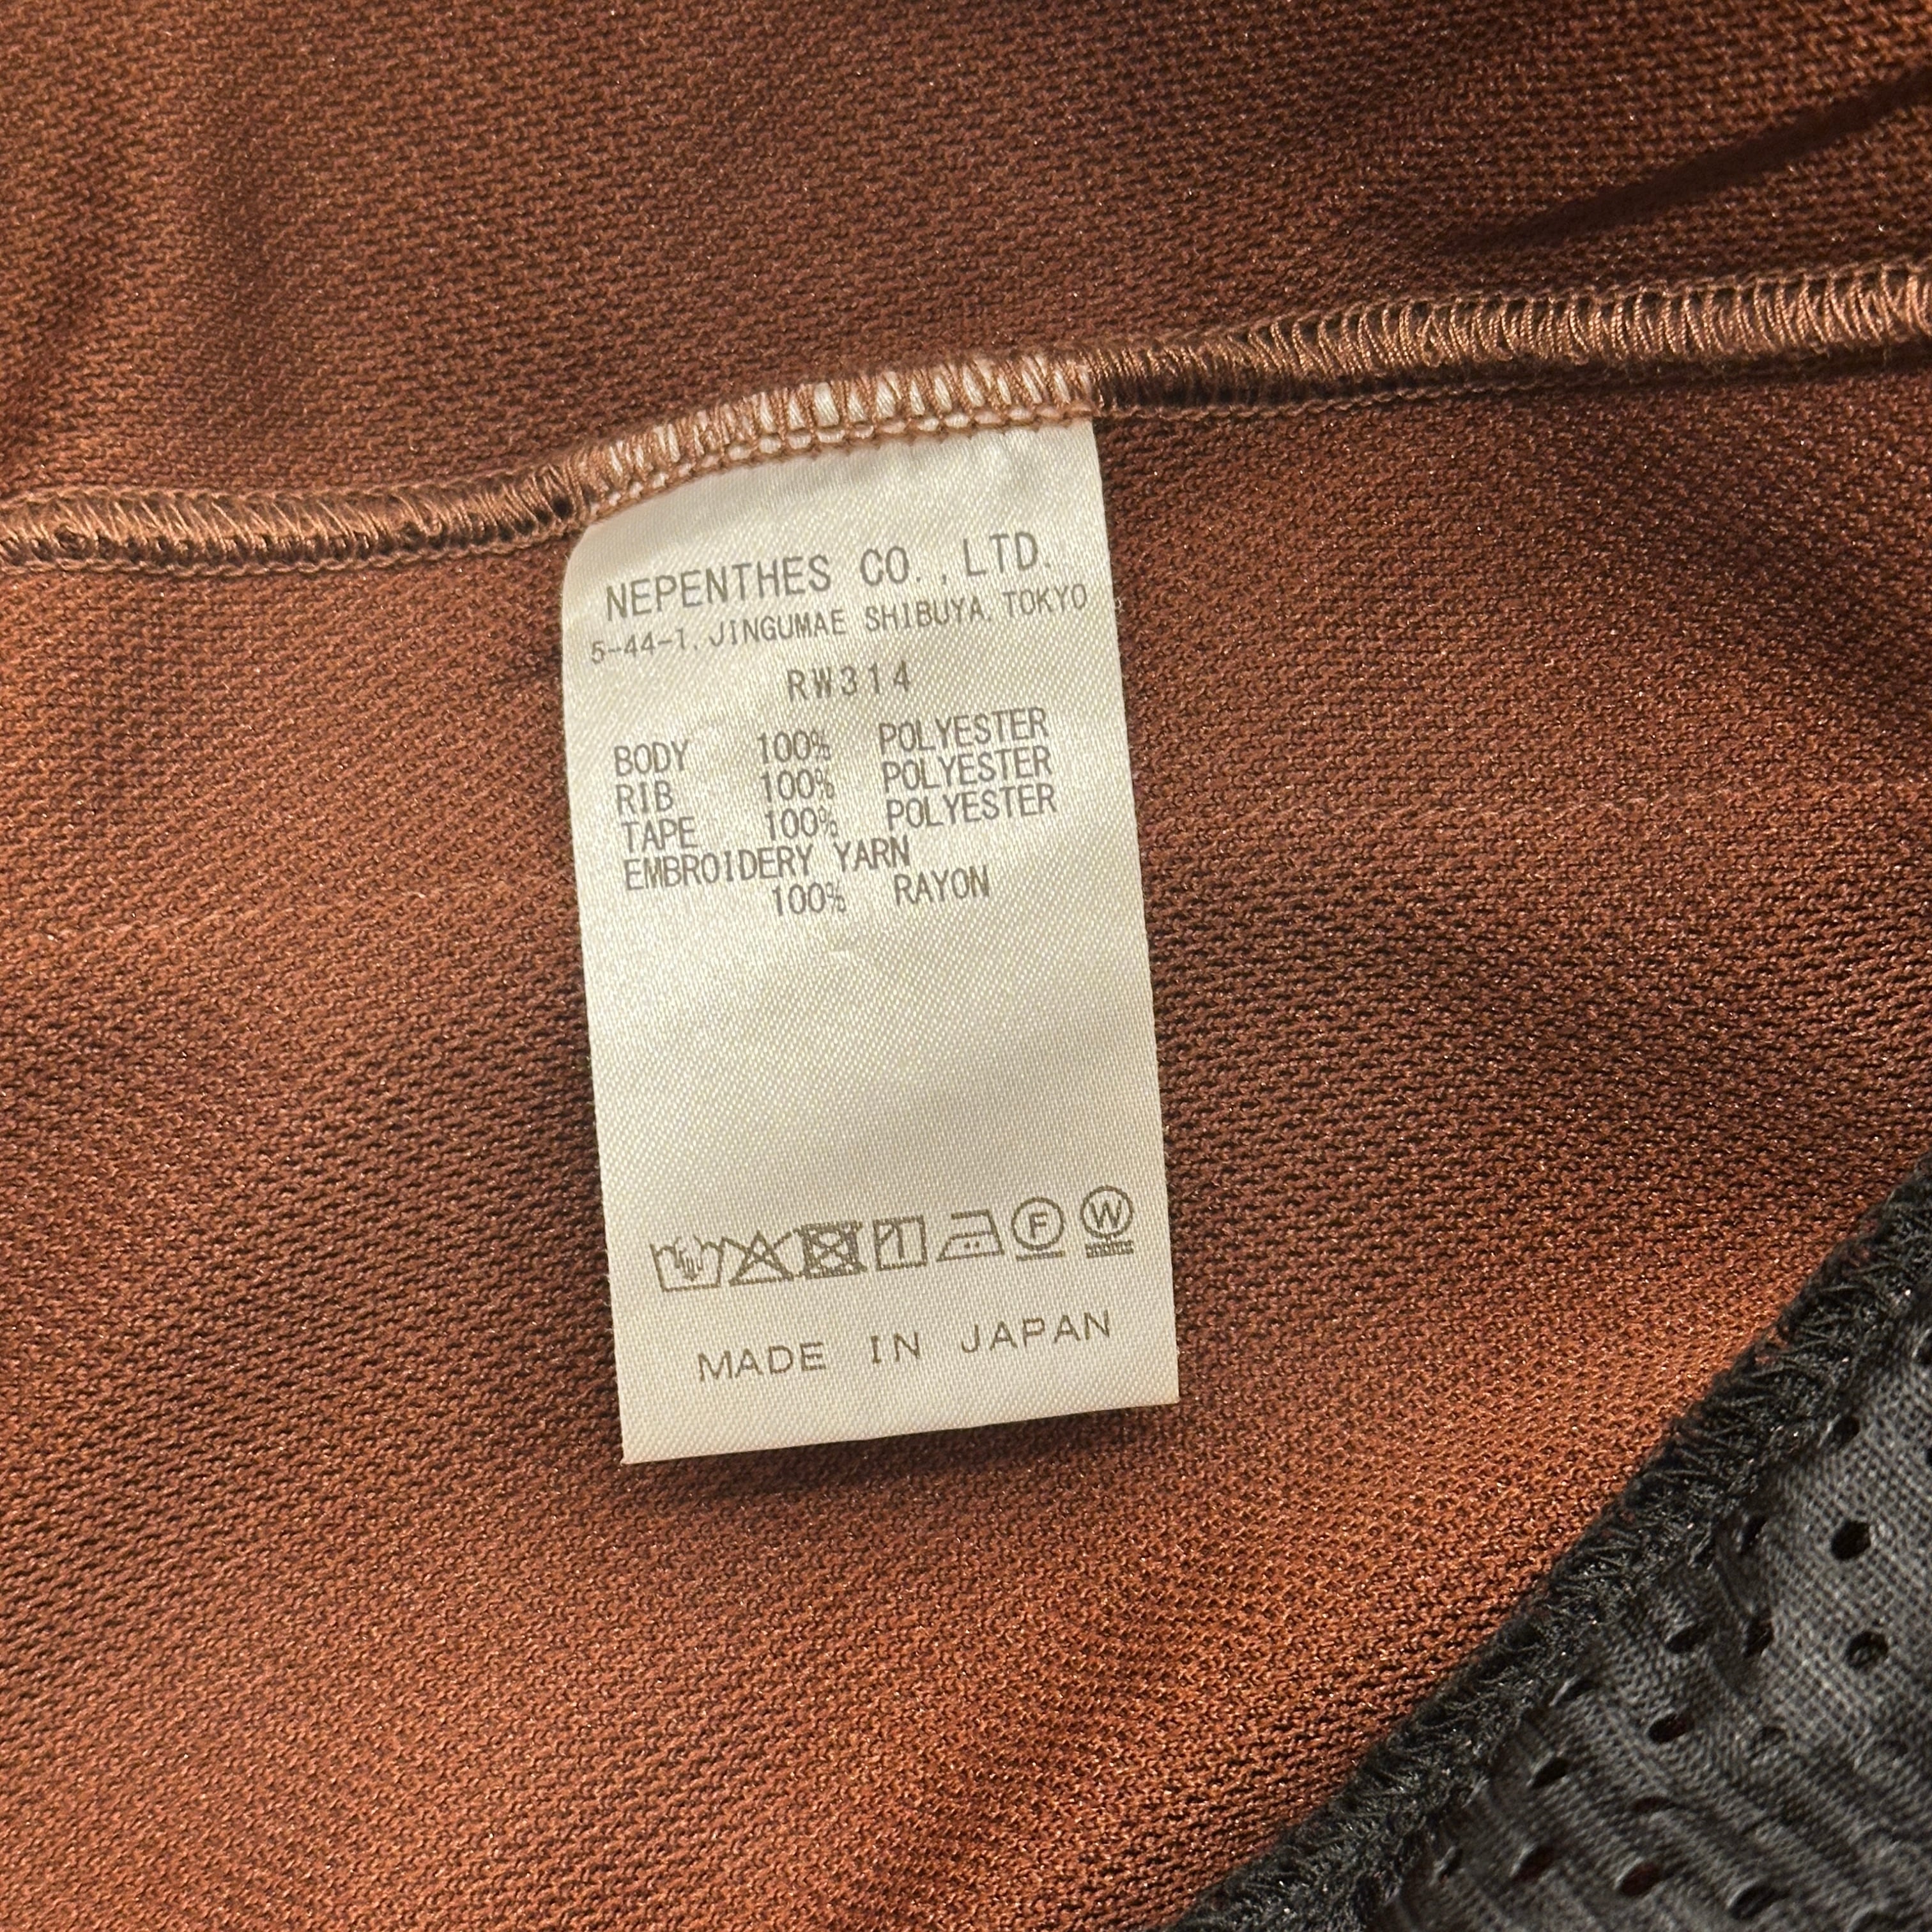 NEPENTHES CO.,LTD.
5-44-1, JINGUMAE SHIBUYA, TOKYO
RW314
BODY 100% POLYESTER
RIB 100% POLYESTER
TAPE 100% POLYESTER
EMBROIDERY YARN
100% RAYON
F W
MADE IN JAPAN